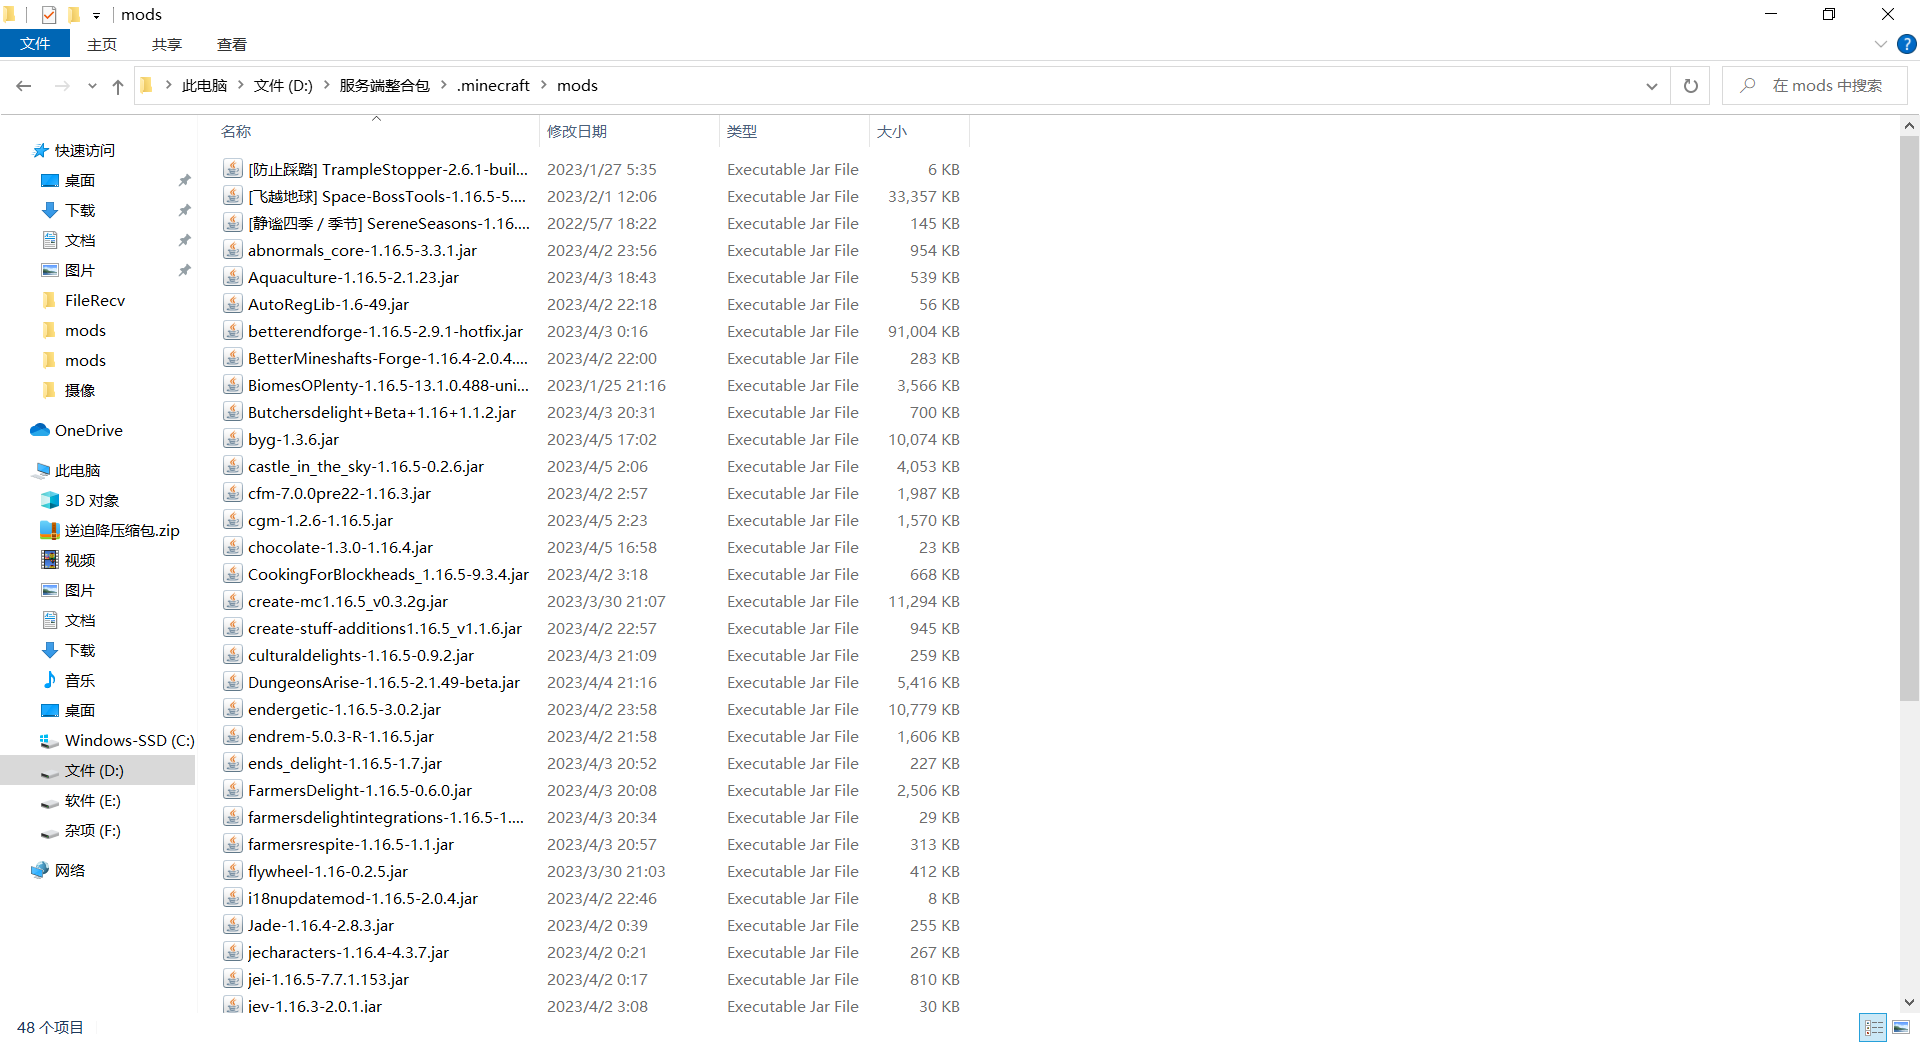 mods
文件 主页 共享 查看
此电脑 文件 (D:) 服务端整合包 .minecraft mods
在 mods 中搜索
快速访问
桌面
下载
文档
图片
FileRecv
mods
mods
摄像
OneDrive
此电脑
3D 对象
逆迫降压缩包.zip
视频
图片
文档
下载
音乐
桌面
Windows-SSD (C:)
文件 (D:)
软件 (E:)
杂项 (F:)
网络
名称 修改日期 类型 大小
[防止踩踏] TrampleStopper-2.6.1-buil... 2023/1/27 5:35 Executable Jar File 6 KB
[飞越地球] Space-BossTools-1.16.5-5.... 2023/2/1 12:06 Executable Jar File 33,357 KB
[静谧四季 / 季节] SereneSeasons-1.16.... 2022/5/7 18:22 Executable Jar File 145 KB
abnormals_core-1.16.5-3.3.1.jar 2023/4/2 23:56 Executable Jar File 954 KB
Aquaculture-1.16.5-2.1.23.jar 2023/4/3 18:43 Executable Jar File 539 KB
AutoRegLib-1.6-49.jar 2023/4/2 22:18 Executable Jar File 56 KB
betterendforge-1.16.5-2.9.1-hotfix.jar 2023/4/3 0:16 Executable Jar File 91,004 KB
BetterMineshafts-Forge-1.16.4-2.0.4.... 2023/4/2 22:00 Executable Jar File 283 KB
BiomesOPlenty-1.16.5-13.1.0.488-uni... 2023/1/25 21:16 Executable Jar File 3,566 KB
Butchersdelight+Beta+1.16+1.1.2.jar 2023/4/3 20:31 Executable Jar File 700 KB
byg-1.3.6.jar 2023/4/5 17:02 Executable Jar File 10,074 KB
castle_in_the_sky-1.16.5-0.2.6.jar 2023/4/5 2:06 Executable Jar File 4,053 KB
cfm-7.0.0pre22-1.16.3.jar 2023/4/2 2:57 Executable Jar File 1,987 KB
cgm-1.2.6-1.16.5.jar 2023/4/5 2:23 Executable Jar File 1,570 KB
chocolate-1.3.0-1.16.4.jar 2023/4/5 16:58 Executable Jar File 23 KB
CookingForBlockheads_1.16.5-9.3.4.jar 2023/4/2 3:18 Executable Jar File 668 KB
create-mc1.16.5_v0.3.2g.jar 2023/3/30 21:07 Executable Jar File 11,294 KB
create-stuff-additions1.16.5_v1.1.6.jar 2023/4/2 22:57 Executable Jar File 945 KB
culturaldelights-1.16.5-0.9.2.jar 2023/4/3 21:09 Executable Jar File 259 KB
DungeonsArise-1.16.5-2.1.49-beta.jar 2023/4/4 21:16 Executable Jar File 5,416 KB
endergetic-1.16.5-3.0.2.jar 2023/4/2 23:58 Executable Jar File 10,779 KB
endrem-5.0.3-R-1.16.5.jar 2023/4/2 21:58 Executable Jar File 1,606 KB
ends_delight-1.16.5-1.7.jar 2023/4/3 20:52 Executable Jar File 227 KB
FarmersDelight-1.16.5-0.6.0.jar 2023/4/3 20:08 Executable Jar File 2,506 KB
farmersdelightintegrations-1.16.5-1.... 2023/4/3 20:34 Executable Jar File 29 KB
farmersrespite-1.16.5-1.1.jar 2023/4/3 20:57 Executable Jar File 313 KB
flywheel-1.16-0.2.5.jar 2023/3/30 21:03 Executable Jar File 412 KB
i18nupdatemod-1.16.5-2.0.4.jar 2023/4/2 22:46 Executable Jar File 8 KB
Jade-1.16.4-2.8.3.jar 2023/4/2 0:39 Executable Jar File 255 KB
jecharacters-1.16.4-4.3.7.jar 2023/4/2 0:21 Executable Jar File 267 KB
jei-1.16.5-7.7.1.153.jar 2023/4/2 0:17 Executable Jar File 810 KB
jev-1.16.3-2.0.1.jar 2023/4/2 3:08 Executable Jar File 30 KB
48 个项目